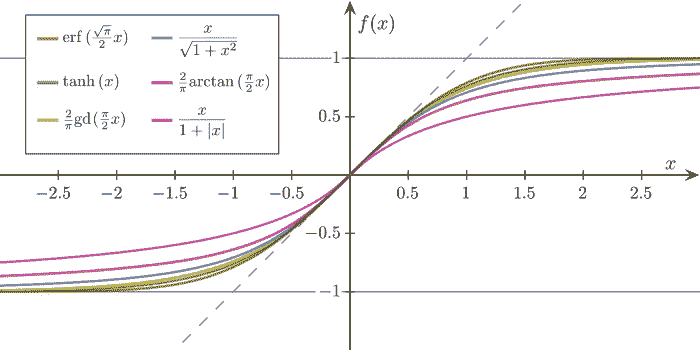 f(x)
erf (√π/2 x)  x/√(1 + x²)
tanh (x)  2/π arctan (π/2 x)
2/π gd (π/2 x)  x/(1 + |x|)
1
0.5
x
−2.5 −2 −1.5 −1 −0.5 0.5 1 1.5 2 2.5
−0.5
−1